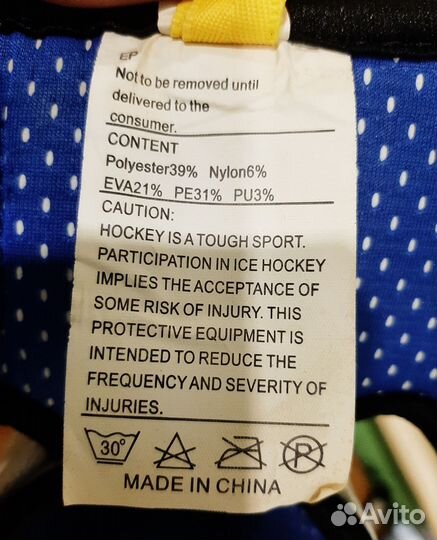 EP
Not to be removed until
delivered to the
consumer.
CONTENT
Polyester39% Nylon6%
EVA21% PE31% PU3%
CAUTION:
HOCKEY IS A TOUGH SPORT.
PARTICIPATION IN ICE HOCKEY
IMPLIES THE ACCEPTANCE OF
SOME RISK OF INJURY. THIS
PROTECTIVE EQUIPMENT IS
INTENDED TO REDUCE THE
FREQUENCY AND SEVERITY OF
INJURIES.
30° P
MADE IN CHINA
Avito